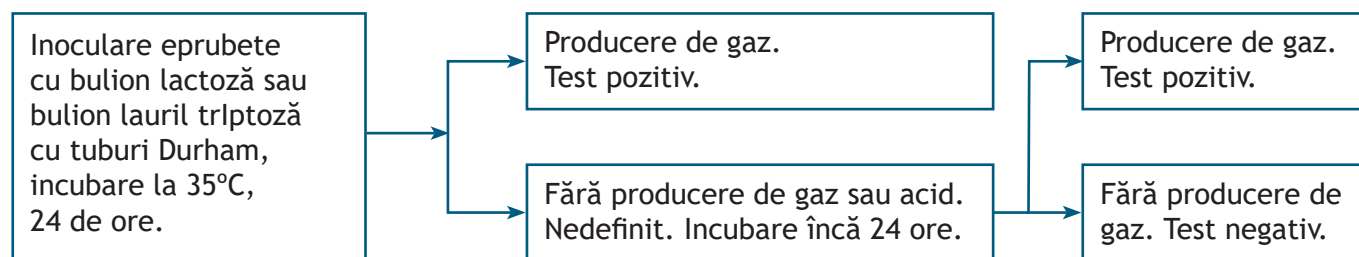 Inoculare eprubete
cu bulion lactoză sau
bulion lauril trIptoză
cu tuburi Durham,
incubare la 35ºC,
24 de ore.
Producere de gaz.
Test pozitiv.
Fără producere de gaz sau acid.
Nedefinit. Incubare încă 24 ore.
Producere de gaz.
Test pozitiv.
Fără producere de
gaz. Test negativ.